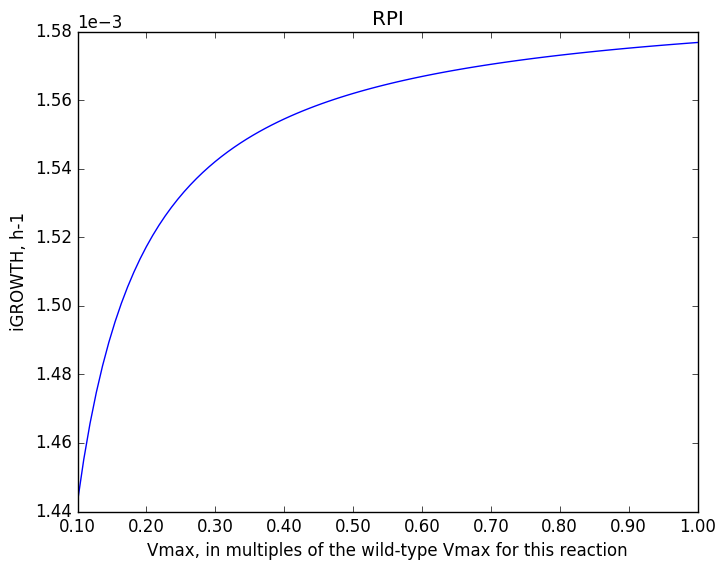 RPI
1e−3
1.58
1.56
1.54
1.52
1.50
1.48
1.46
1.44
iGROWTH, h-1
0.10 0.20 0.30 0.40 0.50 0.60 0.70 0.80 0.90 1.00
Vmax, in multiples of the wild-type Vmax for this reaction